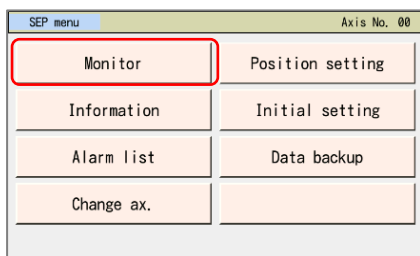 SEP menu Axis No. 00
Monitor Position setting
Information Initial setting
Alarm list Data backup
Change ax.